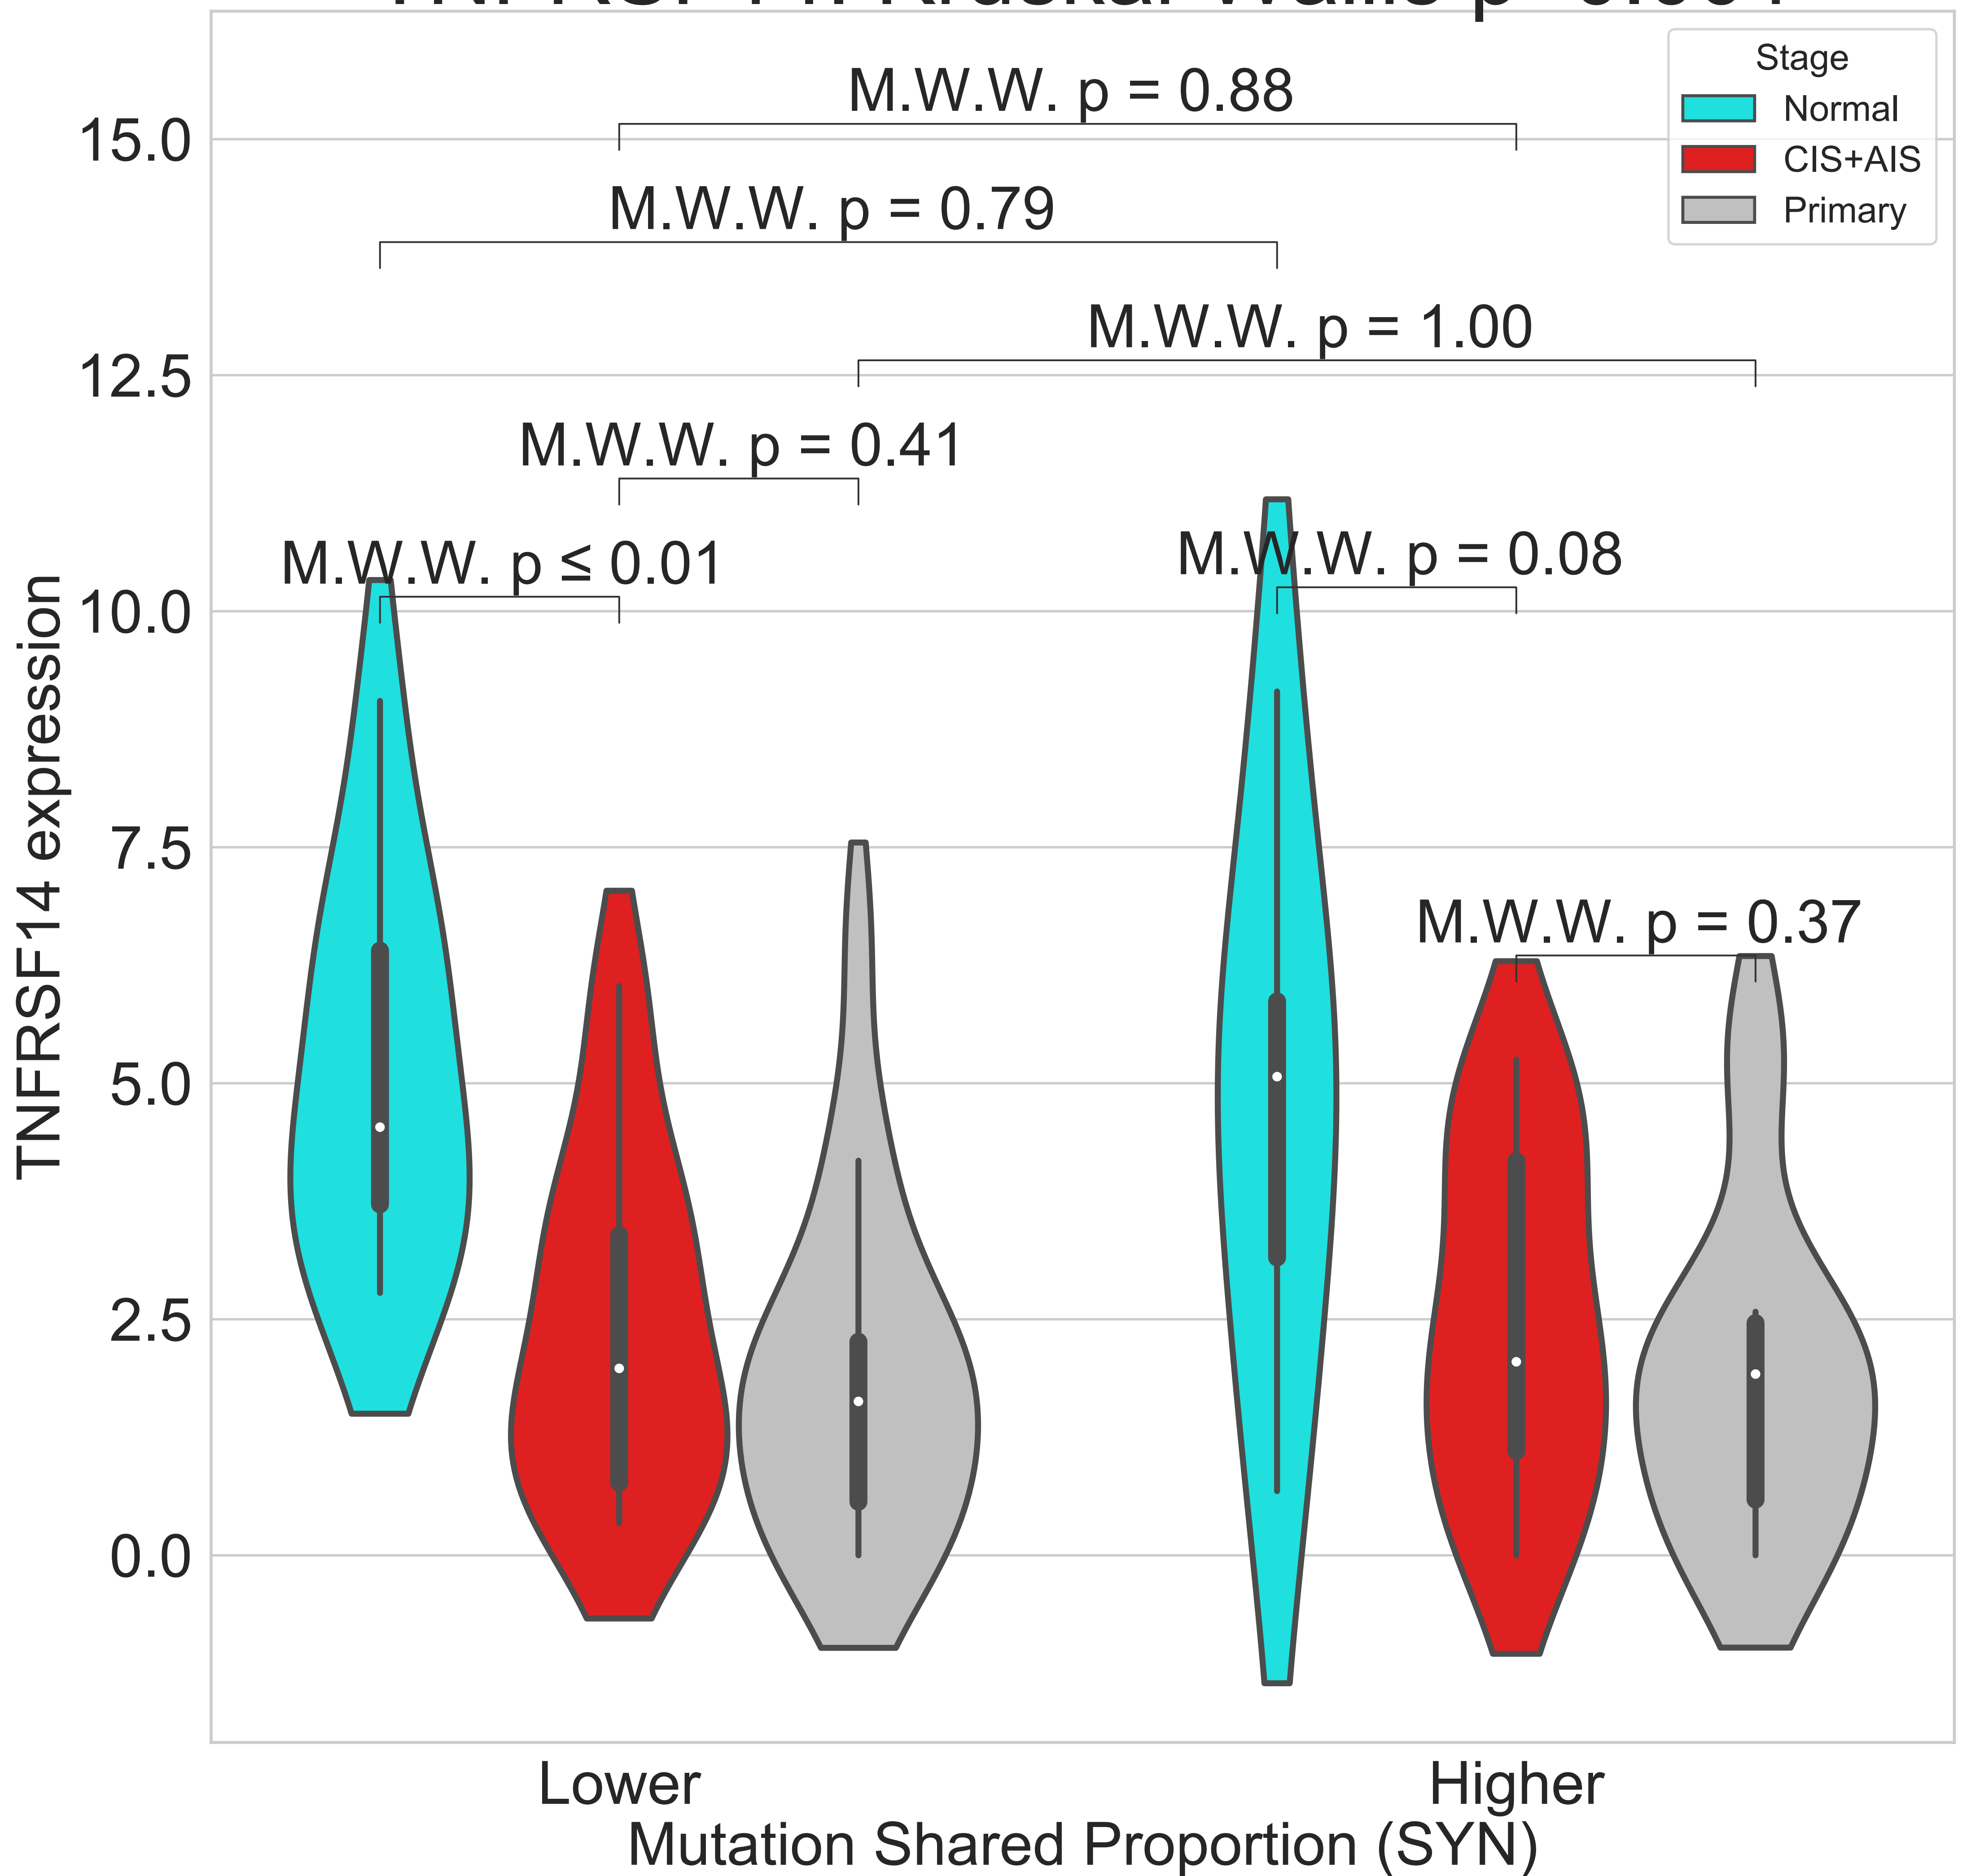 Stage
Normal
CIS+AIS
Primary
M.W.W. p = 0.88
M.W.W. p = 0.79
M.W.W. p = 1.00
M.W.W. p = 0.41
M.W.W. p ≤ 0.01
M.W.W. p = 0.08
M.W.W. p = 0.37
15.0
12.5
10.0
7.5
5.0
2.5
0.0
TNFRSF14 expression
Lower
Higher
Mutation Shared Proportion (SYN)